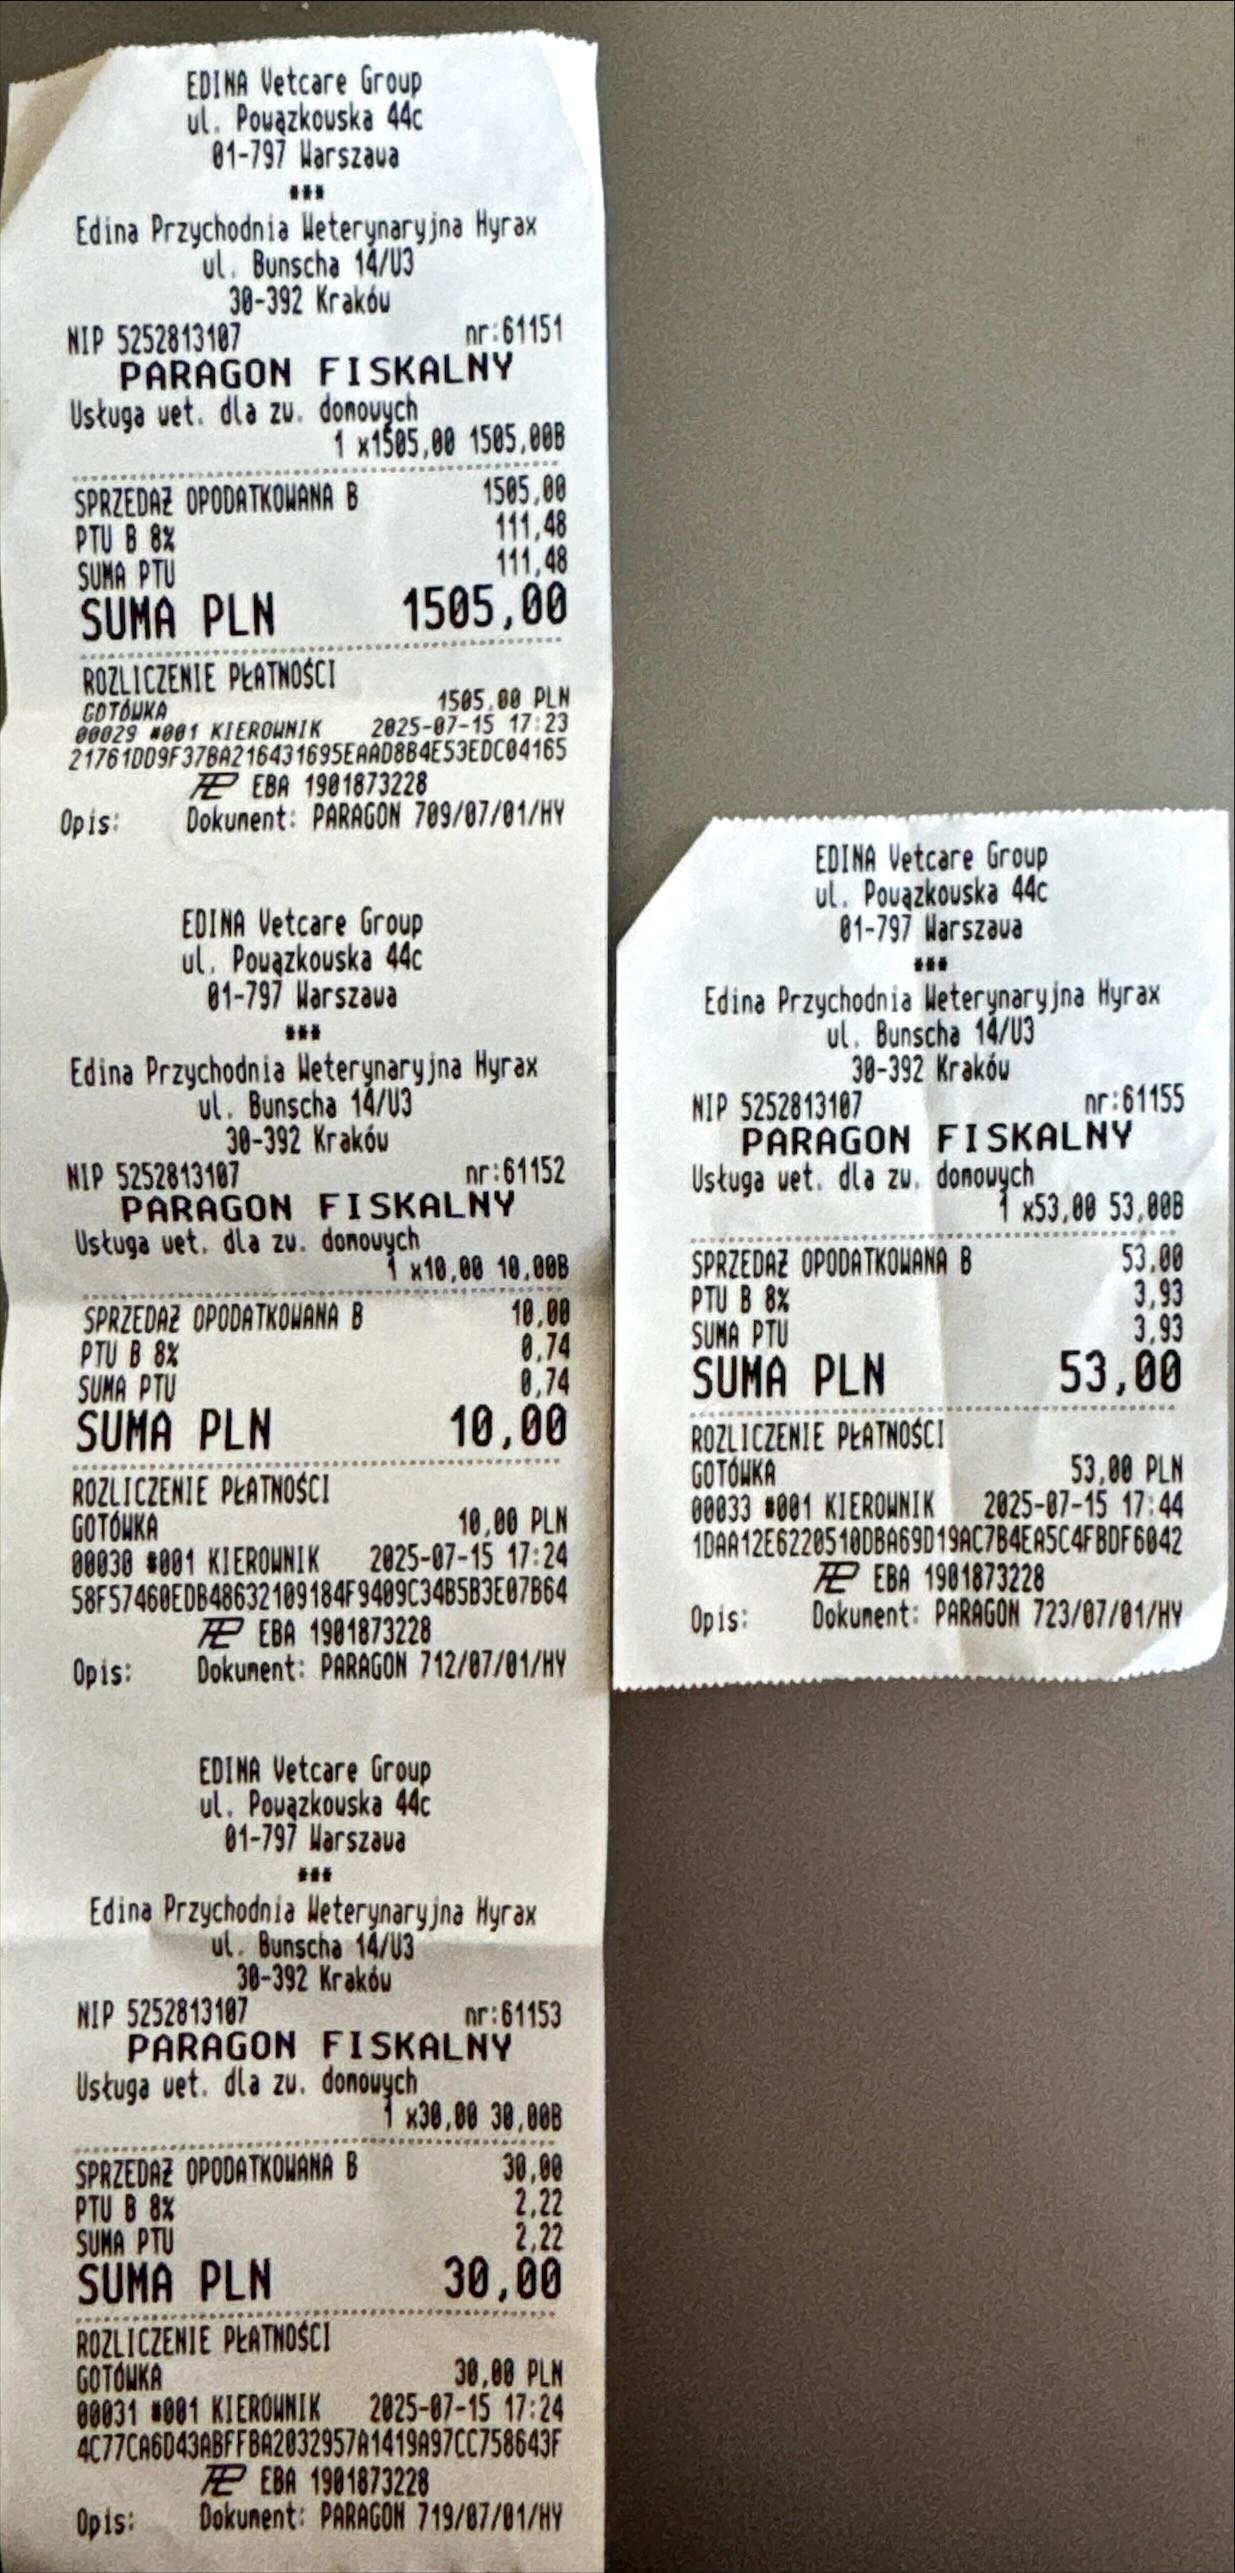 EDINA Vetcare Group
ul. Powązkowska 44c
01-797 Warszawa
***
Edina Przychodnia Weterynaryjna Hyrax
ul. Bunscha 14/U3
30-392 Kraków
NIP 5252813107 nr:61151
PARAGON FISKALNY
Usługa wet. dla zw. domowych
1 x1505,00 1505,00B
SPRZEDAŻ OPODATKOWANA B 1505,00
PTU B 8% 111,48
SUMA PTU 111,48
SUMA PLN 1505,00
ROZLICZENIE PŁATNOŚCI
GOTÓWKA 1505,00 PLN
00029 #001 KIEROWNIK 2025-07-15 17:23
21761DD9F37BA216431695EAAD8B4E53EDC04165
EBA 1901873228
Opis: Dokument: PARAGON 709/07/01/HY
EDINA Vetcare Group
ul. Powązkowska 44c
01-797 Warszawa
***
Edina Przychodnia Weterynaryjna Hyrax
ul. Bunscha 14/U3
30-392 Kraków
NIP 5252813107 nr:61152
PARAGON FISKALNY
Usługa wet. dla zw. domowych
1 x10,00 10,00B
SPRZEDAŻ OPODATKOWANA B 10,00
PTU B 8% 0,74
SUMA PTU 0,74
SUMA PLN 10,00
ROZLICZENIE PŁATNOŚCI
GOTÓWKA 10,00 PLN
00030 #001 KIEROWNIK 2025-07-15 17:24
58F57460EDB48632109184F9409C34B5B3E07B64
EBA 1901873228
Opis: Dokument: PARAGON 712/07/01/HY
EDINA Vetcare Group
ul. Powązkowska 44c
01-797 Warszawa
***
Edina Przychodnia Weterynaryjna Hyrax
ul. Bunscha 14/U3
30-392 Kraków
NIP 5252813107 nr:61153
PARAGON FISKALNY
Usługa wet. dla zw. domowych
1 x30,00 30,00B
SPRZEDAŻ OPODATKOWANA B 30,00
PTU B 8% 2,22
SUMA PTU 2,22
SUMA PLN 30,00
ROZLICZENIE PŁATNOŚCI
GOTÓWKA 30,00 PLN
00031 #001 KIEROWNIK 2025-07-15 17:24
4C77CA6D43ABFFBA2032957A1419A97CC758643F
EBA 1901873228
Opis: Dokument: PARAGON 719/07/01/HY
EDINA Vetcare Group
ul. Powązkowska 44c
01-797 Warszawa
***
Edina Przychodnia Weterynaryjna Hyrax
ul. Bunscha 14/U3
30-392 Kraków
NIP 5252813107 nr:61155
PARAGON FISKALNY
Usługa wet. dla zw. domowych
1 x53,00 53,00B
SPRZEDAŻ OPODATKOWANA B 53,00
PTU B 8% 3,93
SUMA PTU 3,93
SUMA PLN 53,00
ROZLICZENIE PŁATNOŚCI
GOTÓWKA 53,00 PLN
00033 #001 KIEROWNIK 2025-07-15 17:44
1DAA12E6220510DBA69D19AC7B4EA5C4FBDF6042
EBA 1901873228
Opis: Dokument: PARAGON 723/07/01/HY